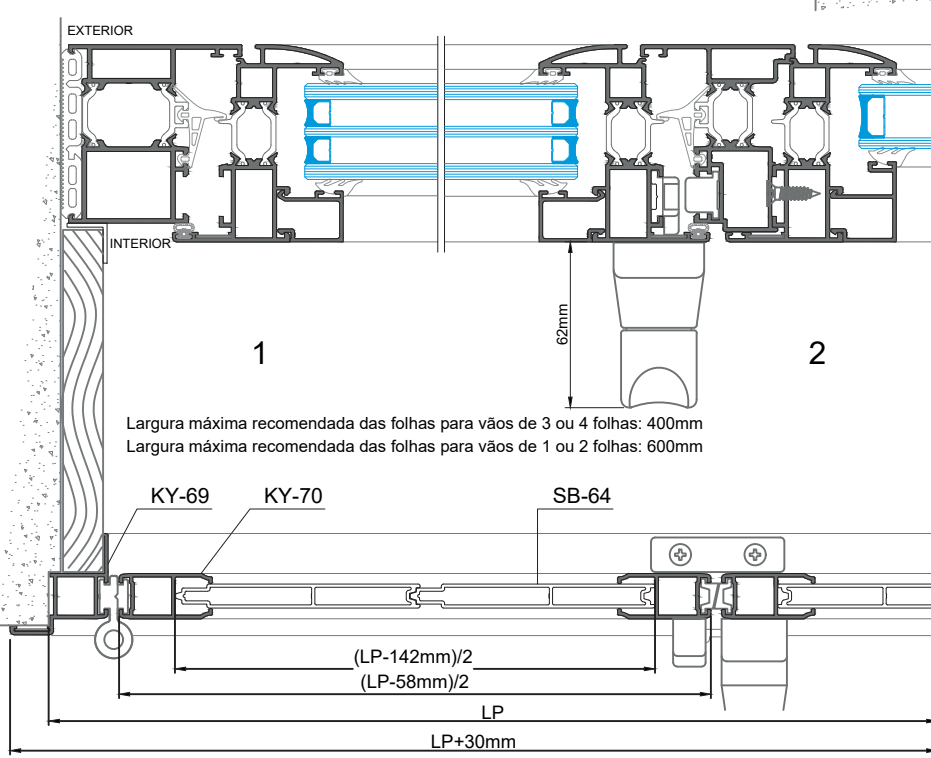 EXTERIOR
INTERIOR
62mm
1
2
Largura máxima recomendada das folhas para vãos de 3 ou 4 folhas: 400mm
Largura máxima recomendada das folhas para vãos de 1 ou 2 folhas: 600mm
KY-69
KY-70
SB-64
(LP-142mm)/2
(LP-58mm)/2
LP
LP+30mm